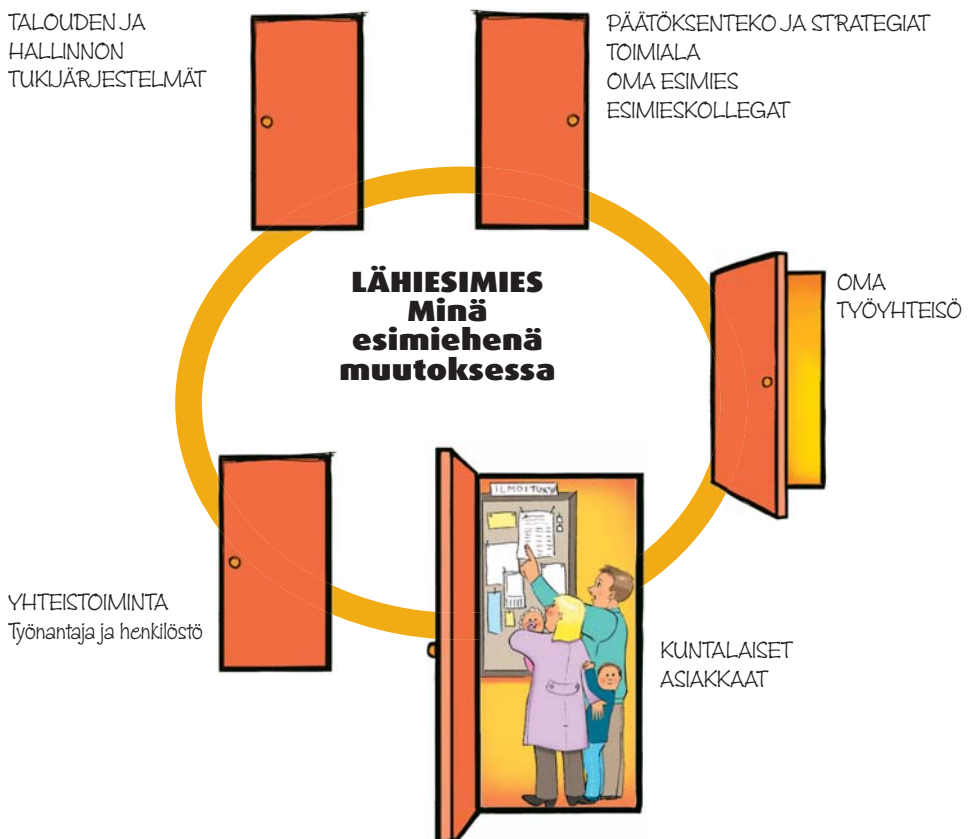 TALOUDEN JA
HALLINNON
TUKIJÄRJESTELMÄT
PÄÄTÖKSENTEKO JA STRATEGIAT
TOIMIALA
OMA ESIMIES
ESIMIESKOLLEGAT
LÄHIESIMIES
Minä
esimiehenä
muutoksessa
OMA
TYÖYHTEISÖ
YHTEISTOIMINTA
Työnantaja ja henkilöstö
KUNTALAISET
ASIAKKAAT